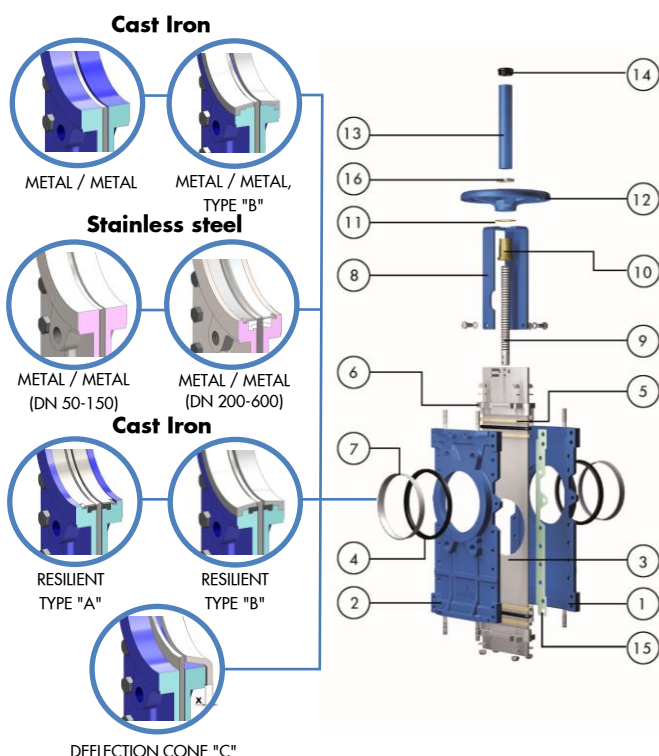 Cast Iron
METAL / METAL
METAL / METAL,
TYPE "B"
Stainless steel
METAL / METAL
(DN 50-150)
METAL / METAL
(DN 200-600)
Cast Iron
RESILIENT
TYPE "A"
RESILIENT
TYPE "B"
X
DEFLECTION CONE "C"
14
13
16
12
11
8
10
9
6
5
7
4
3
2
1
15